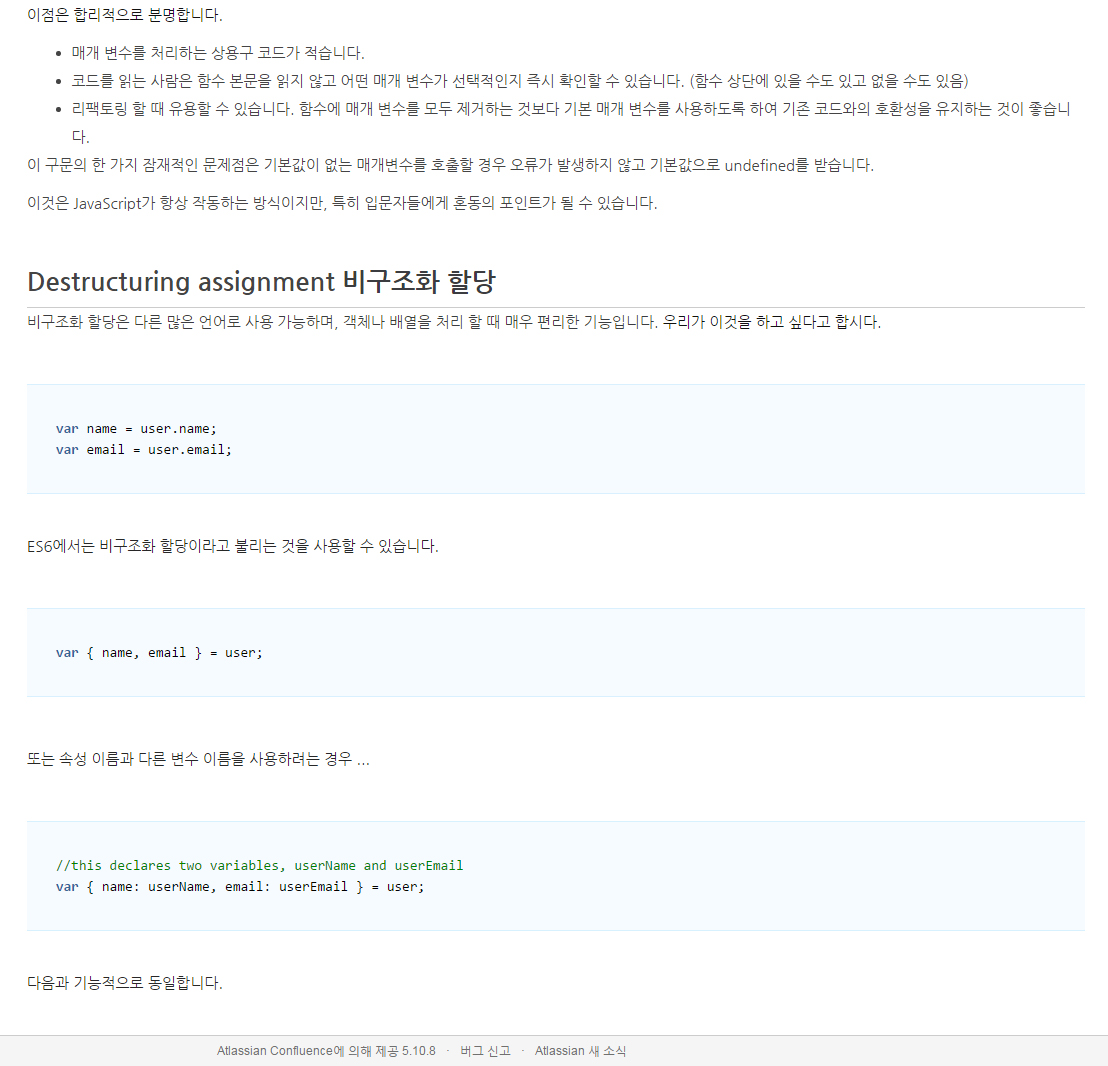 이점은 합리적으로 분명합니다.
• 매개 변수를 처리하는 상용구 코드가 적습니다.
• 코드를 읽는 사람은 함수 본문을 읽지 않고 어떤 매개 변수가 선택적인지 즉시 확인할 수 있습니다. (함수 상단에 있을 수도 있고 없을 수도 있음)
• 리팩토링 할 때 유용할 수 있습니다. 함수에 매개 변수를 모두 제거하는 것보다 기본 매개 변수를 사용하도록 하여 기존 코드와의 호환성을 유지하는 것이 좋습니
다.
이 구문의 한 가지 잠재적인 문제점은 기본값이 없는 매개변수를 호출할 경우 오류가 발생하지 않고 기본값으로 undefined를 받습니다.
이것은 JavaScript가 항상 작동하는 방식이지만, 특히 입문자들에게 혼동의 포인트가 될 수 있습니다.
Destructuring assignment 비구조화 할당
비구조화 할당은 다른 많은 언어로 사용 가능하며, 객체나 배열을 처리 할 때 매우 편리한 기능입니다. 우리가 이것을 하고 싶다고 합시다.
var name = user.name;
var email = user.email;
ES6에서는 비구조화 할당이라고 불리는 것을 사용할 수 있습니다.
var { name, email } = user;
또는 속성 이름과 다른 변수 이름을 사용하려는 경우 ...
//this declares two variables, userName and userEmail
var { name: userName, email: userEmail } = user;
다음과 기능적으로 동일합니다.
Atlassian Confluence에 의해 제공 5.10.8 · 버그 신고 · Atlassian 새 소식